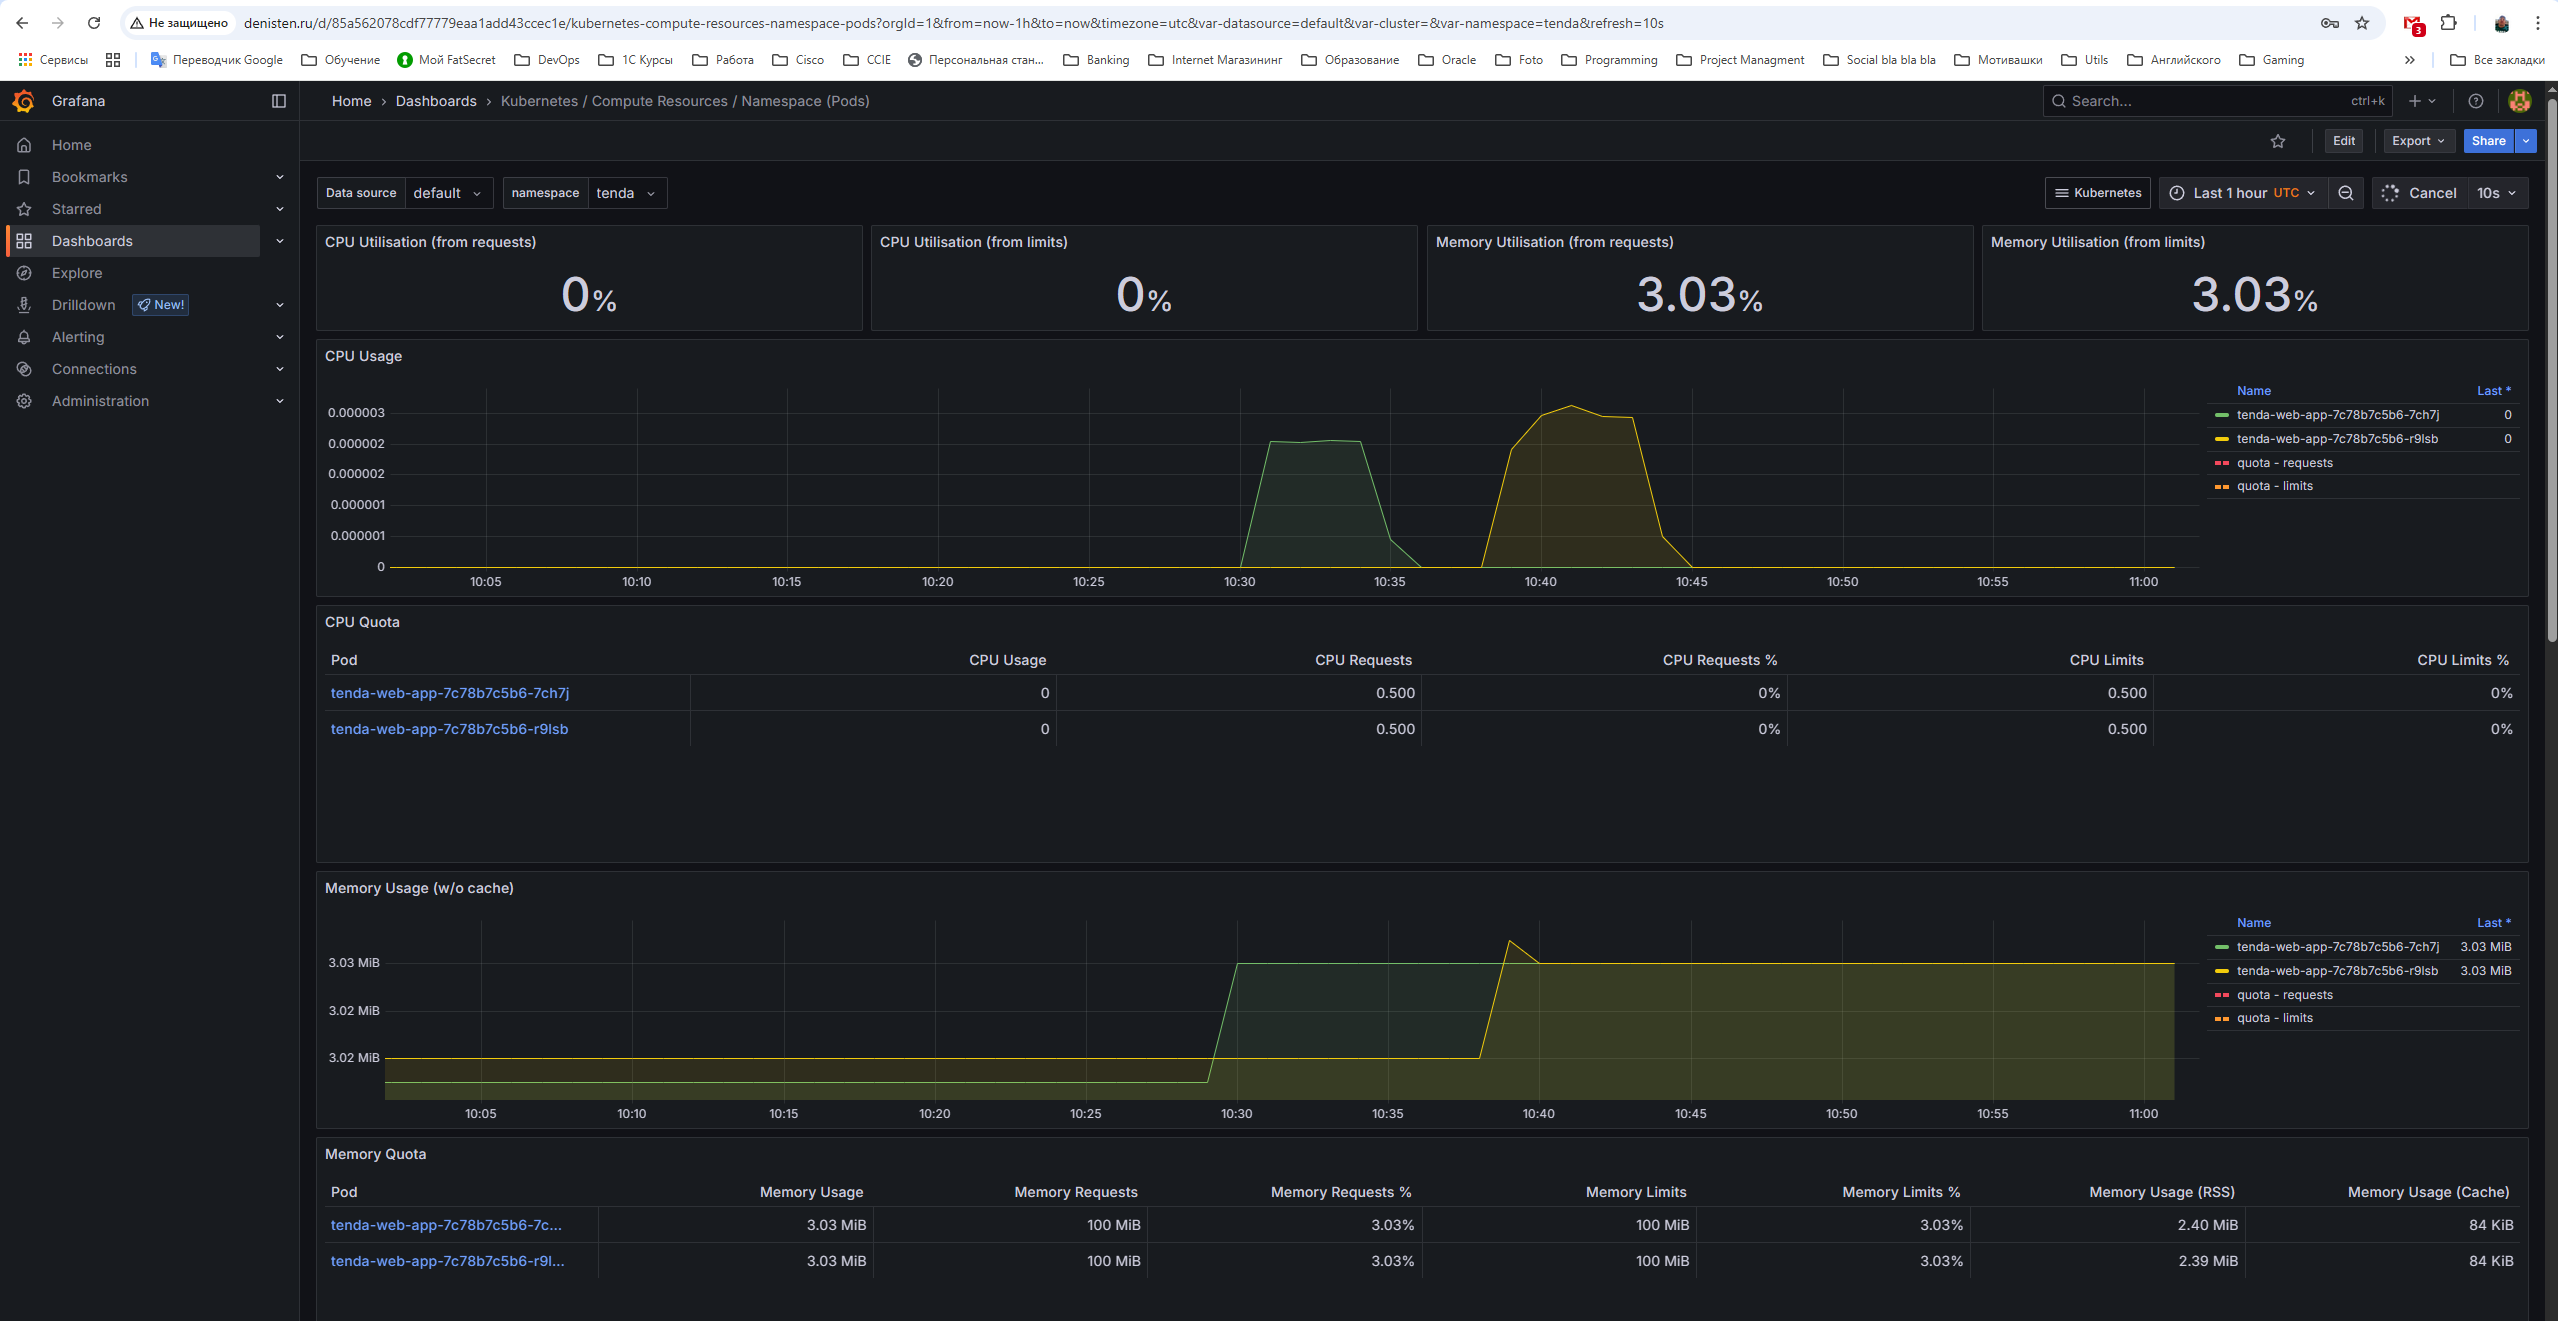 Не защищено denisten.ru/d/85a562078cdf77779eaa1add43ccec1e/kubernetes-compute-resources-namespace-pods?orgId=1&from=now-1h&to=now&timezone=utc&var-datasource=default&var-cluster=&var-namespace=tenda&refresh=10s 3
Сервисы Переводчик Google Обучение Мой FatSecret DevOps 1С Курсы Работа Cisco CCIE Персональная стан... Banking Internet Магазининг Образование Oracle Foto Programming Project Managment Social bla bla bla Мотивашки Utils Английского Gaming » Все закладки
Grafana Home › Dashboards › Kubernetes / Compute Resources / Namespace (Pods) Search... ctrl+k
Home
Bookmarks
Starred
Dashboards
Explore
Drilldown New!
Alerting
Connections
Administration
Edit Export Share
Data source default namespace tenda Kubernetes Last 1 hour UTC Cancel 10s
CPU Utilisation (from requests)
0%
CPU Utilisation (from limits)
0%
Memory Utilisation (from requests)
3.03%
Memory Utilisation (from limits)
3.03%
CPU Usage
0.000003
0.000002
0.000002
0.000001
0.000001
0
10:05 10:10 10:15 10:20 10:25 10:30 10:35 10:40 10:45 10:50 10:55 11:00
Name Last *
tenda-web-app-7c78b7c5b6-7ch7j 0
tenda-web-app-7c78b7c5b6-r9lsb 0
quota - requests
quota - limits
CPU Quota
Pod CPU Usage CPU Requests CPU Requests % CPU Limits CPU Limits %
tenda-web-app-7c78b7c5b6-7ch7j 0 0.500 0% 0.500 0%
tenda-web-app-7c78b7c5b6-r9lsb 0 0.500 0% 0.500 0%
Memory Usage (w/o cache)
3.03 MiB
3.02 MiB
3.02 MiB
10:05 10:10 10:15 10:20 10:25 10:30 10:35 10:40 10:45 10:50 10:55 11:00
Name Last *
tenda-web-app-7c78b7c5b6-7ch7j 3.03 MiB
tenda-web-app-7c78b7c5b6-r9lsb 3.03 MiB
quota - requests
quota - limits
Memory Quota
Pod Memory Usage Memory Requests Memory Requests % Memory Limits Memory Limits % Memory Usage (RSS) Memory Usage (Cache)
tenda-web-app-7c78b7c5b6-7c... 3.03 MiB 100 MiB 3.03% 100 MiB 3.03% 2.40 MiB 84 KiB
tenda-web-app-7c78b7c5b6-r9l... 3.03 MiB 100 MiB 3.03% 100 MiB 3.03% 2.39 MiB 84 KiB